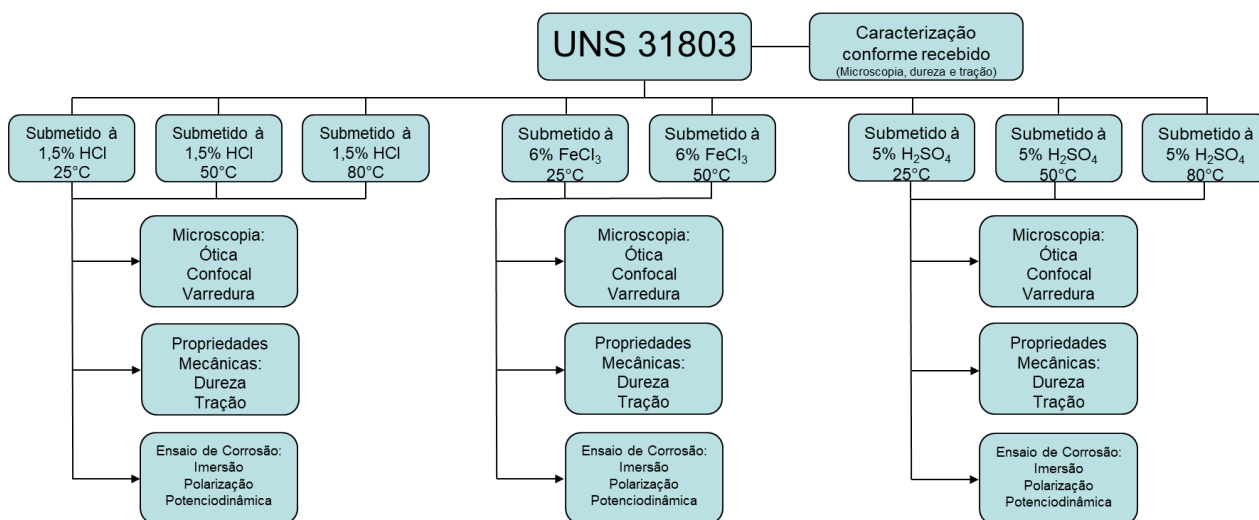 UNS 31803
Caracterização
conforme recebido
(Microscopia, dureza e tração)
Submetido à
1,5% HCl
25°C
Submetido à
1,5% HCl
50°C
Submetido à
1,5% HCl
80°C
Submetido à
6% FeCl₃
25°C
Submetido à
6% FeCl₃
50°C
Submetido à
5% H₂SO₄
25°C
Submetido à
5% H₂SO₄
50°C
Submetido à
5% H₂SO₄
80°C
Microscopia:
Ótica
Confocal
Varredura
Microscopia:
Ótica
Confocal
Varredura
Microscopia:
Ótica
Confocal
Varredura
Propriedades
Mecânicas:
Dureza
Tração
Propriedades
Mecânicas:
Dureza
Tração
Propriedades
Mecânicas:
Dureza
Tração
Ensaio de Corrosão:
Imersão
Polarização
Potenciodinâmica
Ensaio de Corrosão:
Imersão
Polarização
Potenciodinâmica
Ensaio de Corrosão:
Imersão
Polarização
Potenciodinâmica